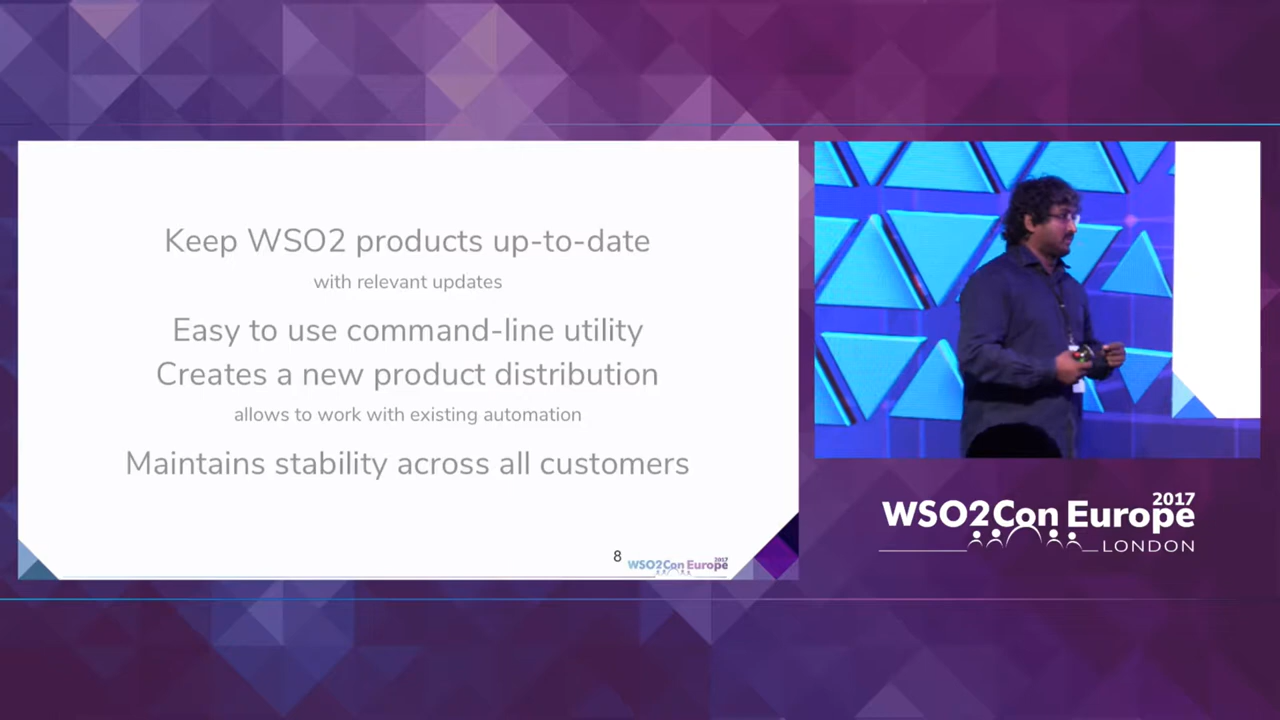 Keep WSO2 products up-to-date
with relevant updates
Easy to use command-line utility
Creates a new product distribution
allows to work with existing automation
Maintains stability across all customers
8
WSO2Con Europe
2017
WSO2Con Europe
2017
LONDON